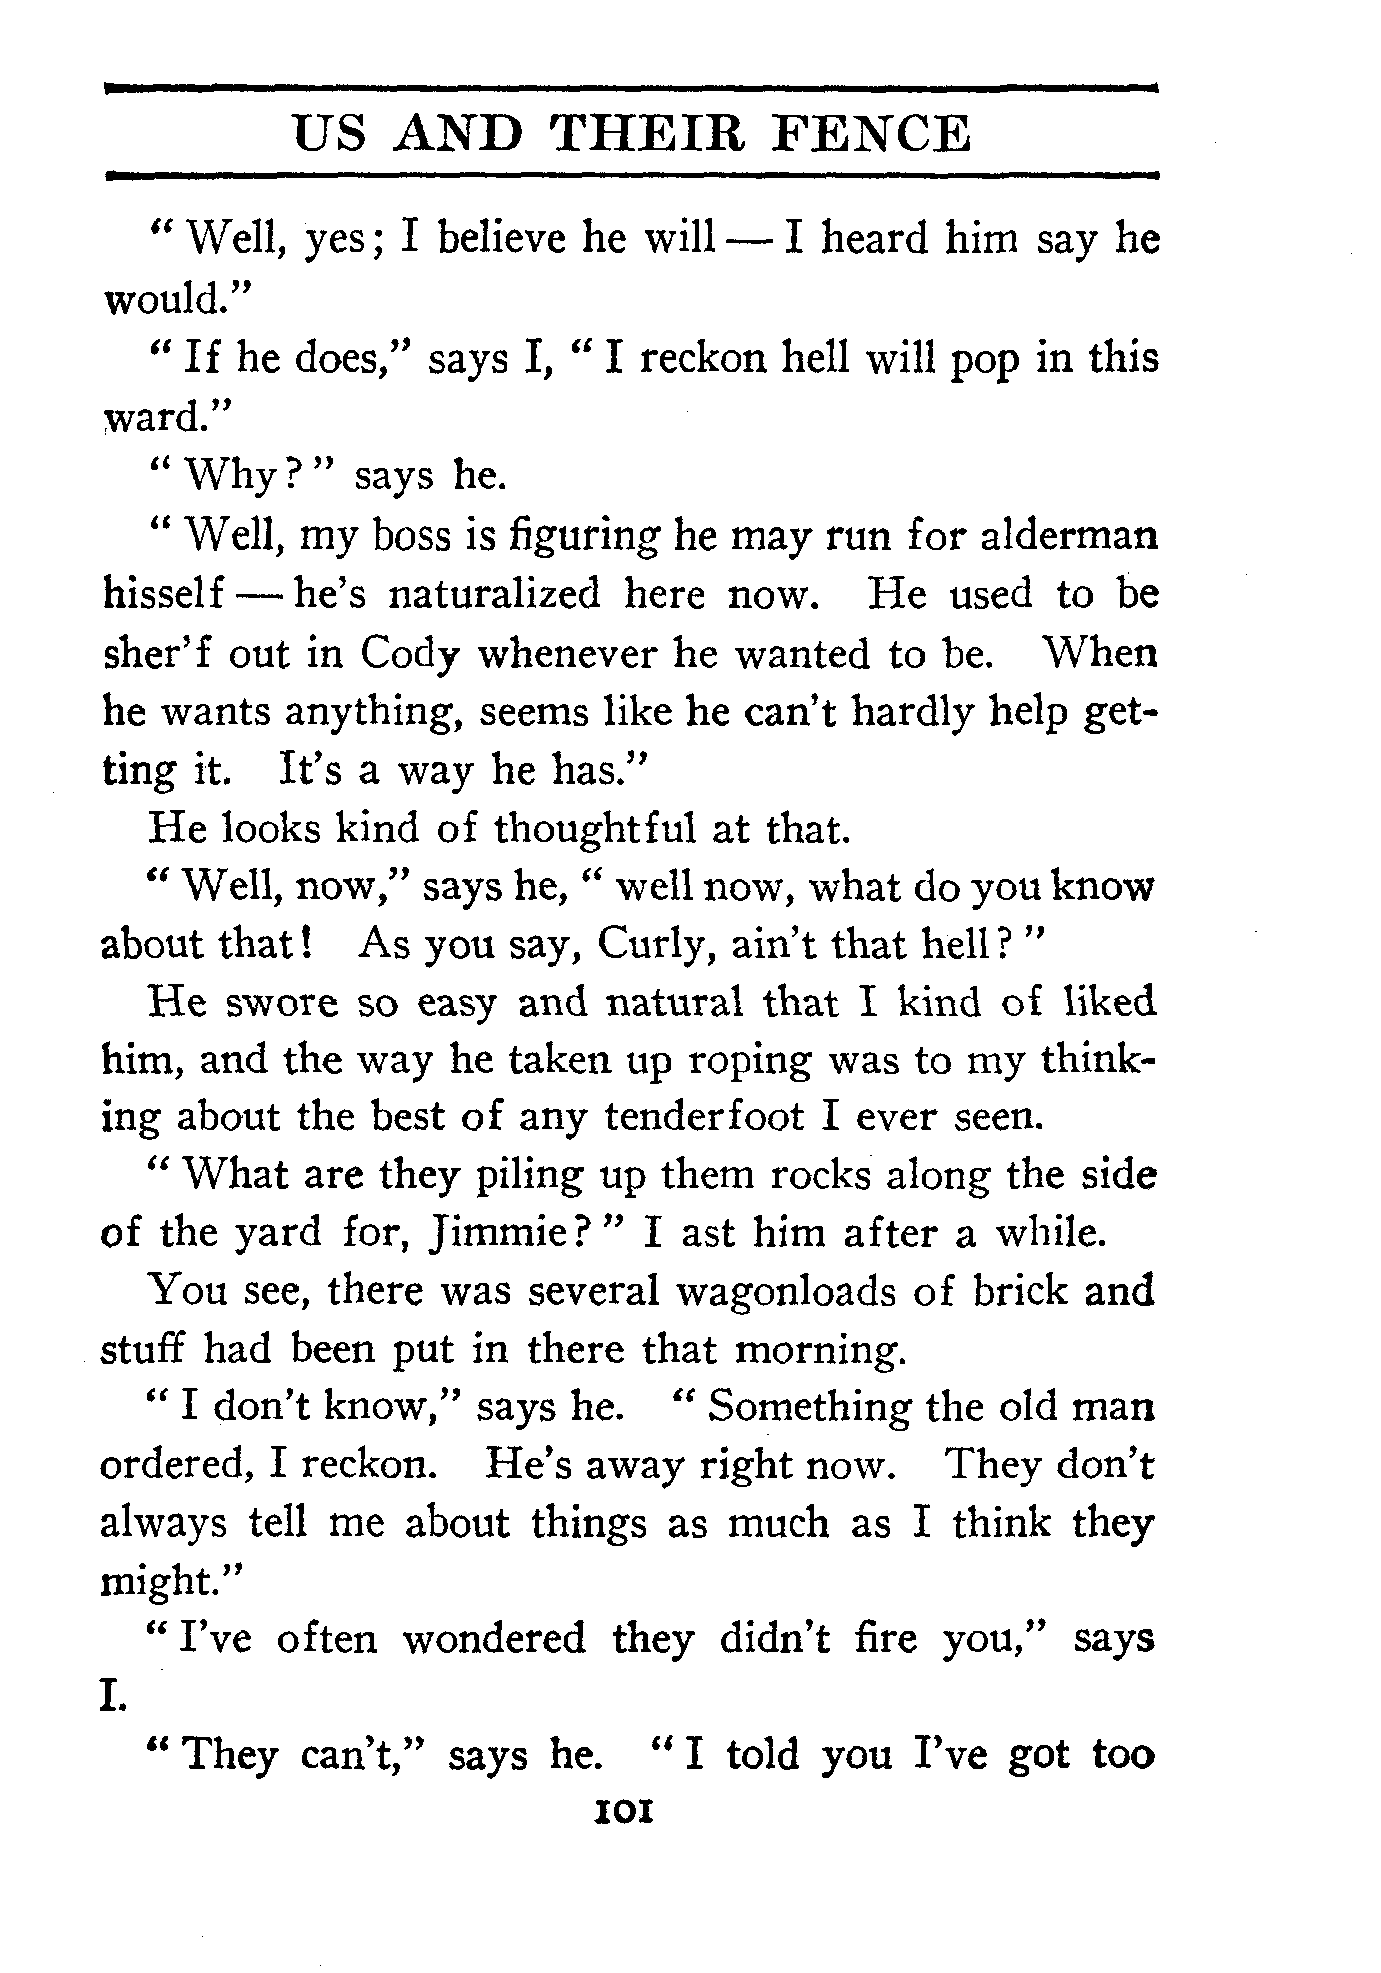 US AND THEIR FENCE
“Well, yes; I believe he will — I heard him say he
would.”
“If he does,” says I, “I reckon hell will pop in this
ward.”
“Why?” says he.
“Well, my boss is figuring he may run for alderman
hisself — he's naturalized here now. He used to be
sher'f out in Cody whenever he wanted to be. When
he wants anything, seems like he can't hardly help get-
ting it. It's a way he has.”
He looks kind of thoughtful at that.
“Well, now,” says he, “well now, what do you know
about that! As you say, Curly, ain't that hell?”
He swore so easy and natural that I kind of liked
him, and the way he taken up roping was to my think-
ing about the best of any tenderfoot I ever seen.
“What are they piling up them rocks along the side
of the yard for, Jimmie?” I ast him after a while.
You see, there was several wagonloads of brick and
stuff had been put in there that morning.
“I don't know,” says he. “Something the old man
ordered, I reckon. He's away right now. They don't
always tell me about things as much as I think they
might.”
“I've often wondered they didn't fire you,” says
I.
“They can't,” says he. “I told you I've got too
101